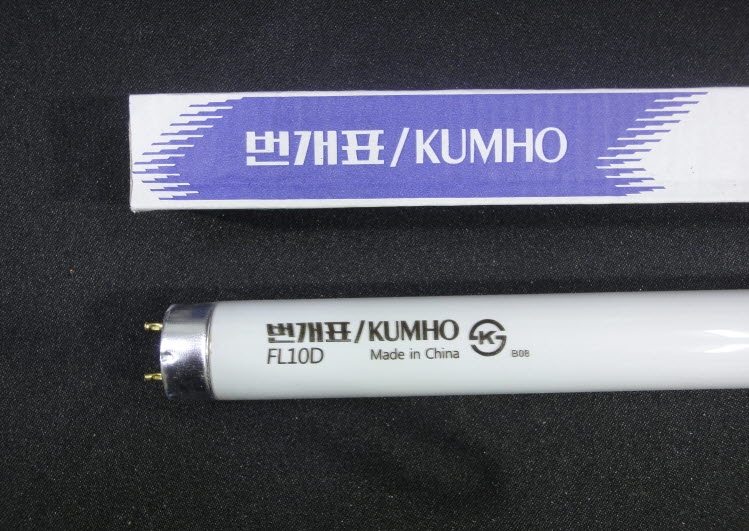 번개표/KUMHO
번개표/KUMHO
FL10D Made in China
B08